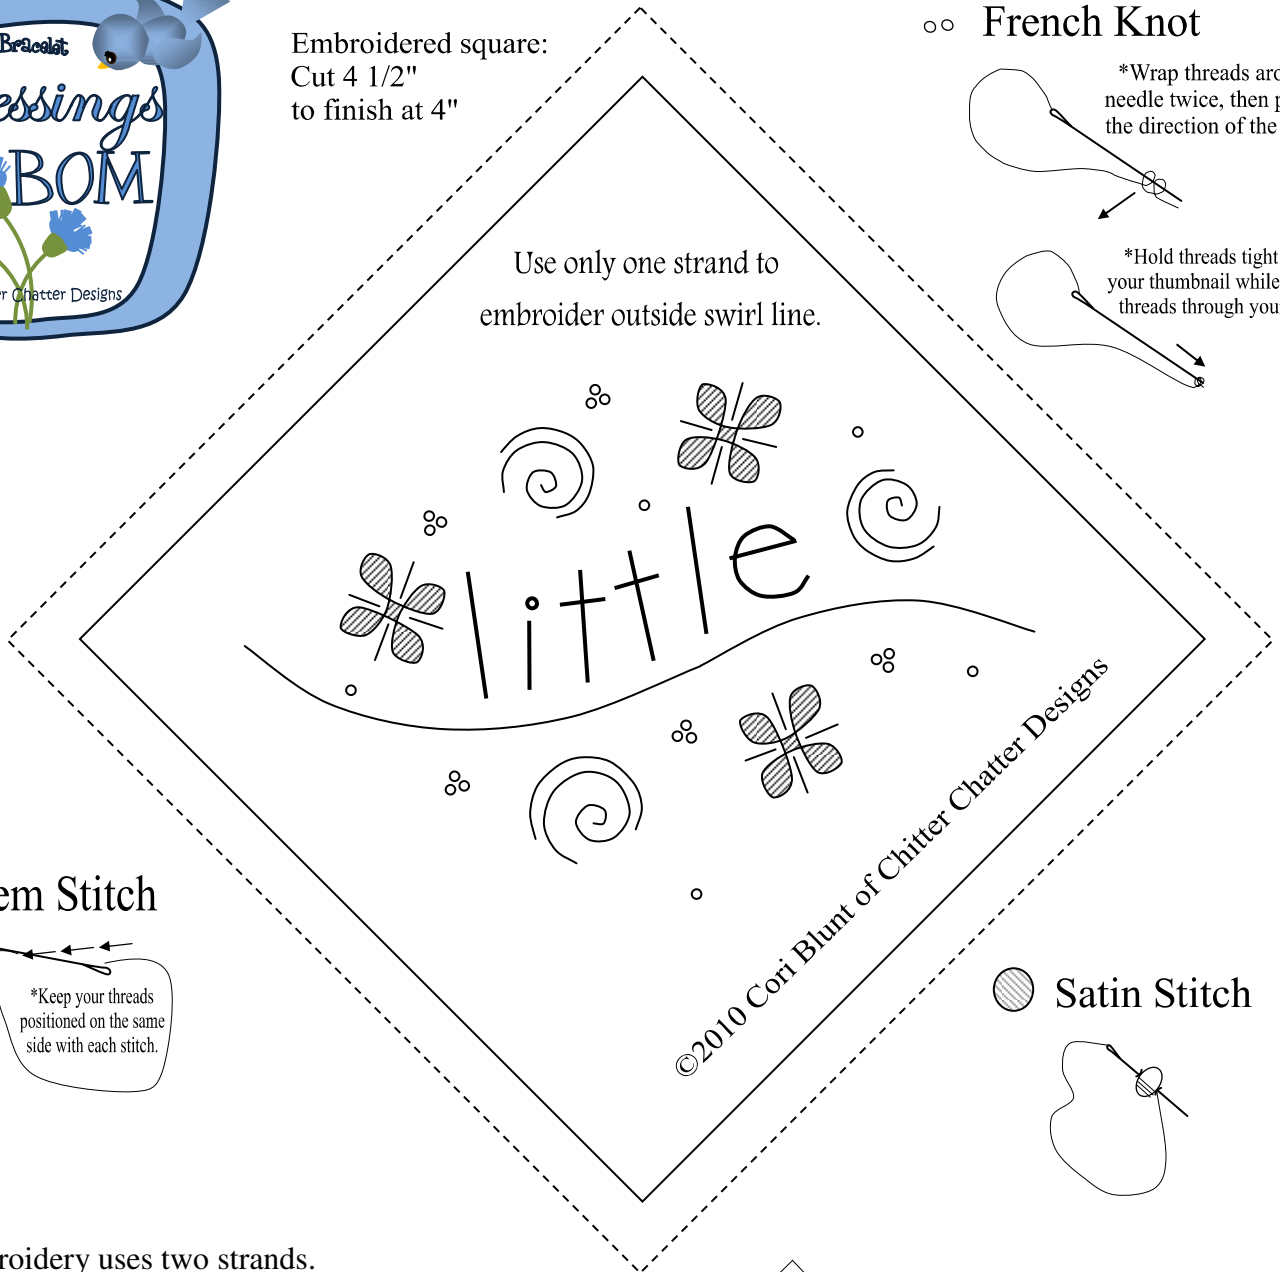 Bracelet
essings
BOM
r Chatter Designs
Embroidered square:
Cut 4 1/2"
to finish at 4"
French Knot
*Wrap threads aro
needle twice, then p
the direction of the
*Hold threads tight
your thumbnail while
threads through you
Use only one strand to
embroider outside swirl line.
little
©2010 Cori Blunt of Chitter Chatter Designs
em Stitch
*Keep your threads
positioned on the same
side with each stitch.
Satin Stitch
roidery uses two strands.